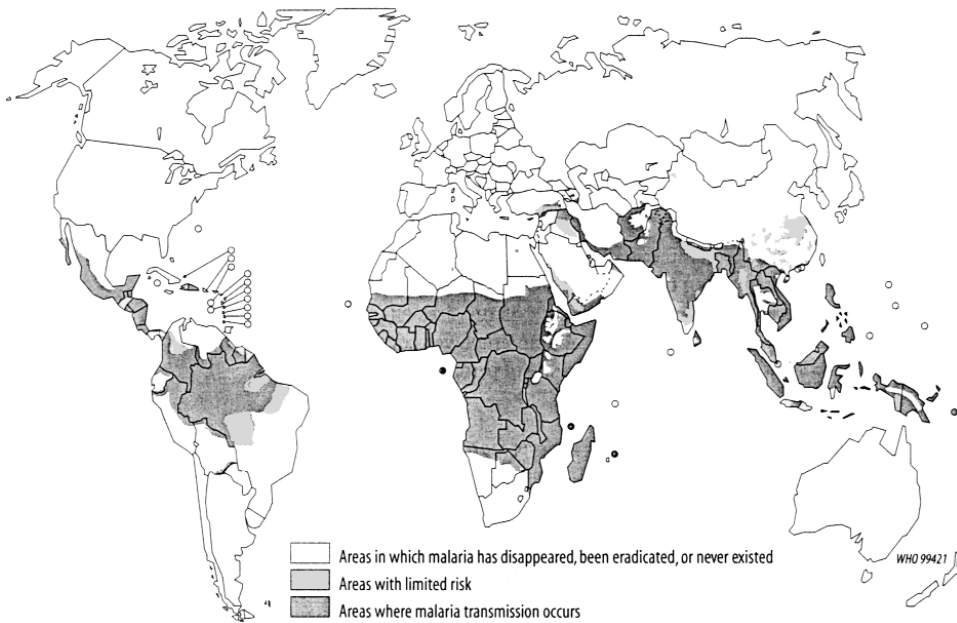 Areas in which malaria has disappeared, been eradicated, or never existed
WHO 99421
Areas with limited risk
Areas where malaria transmission occurs